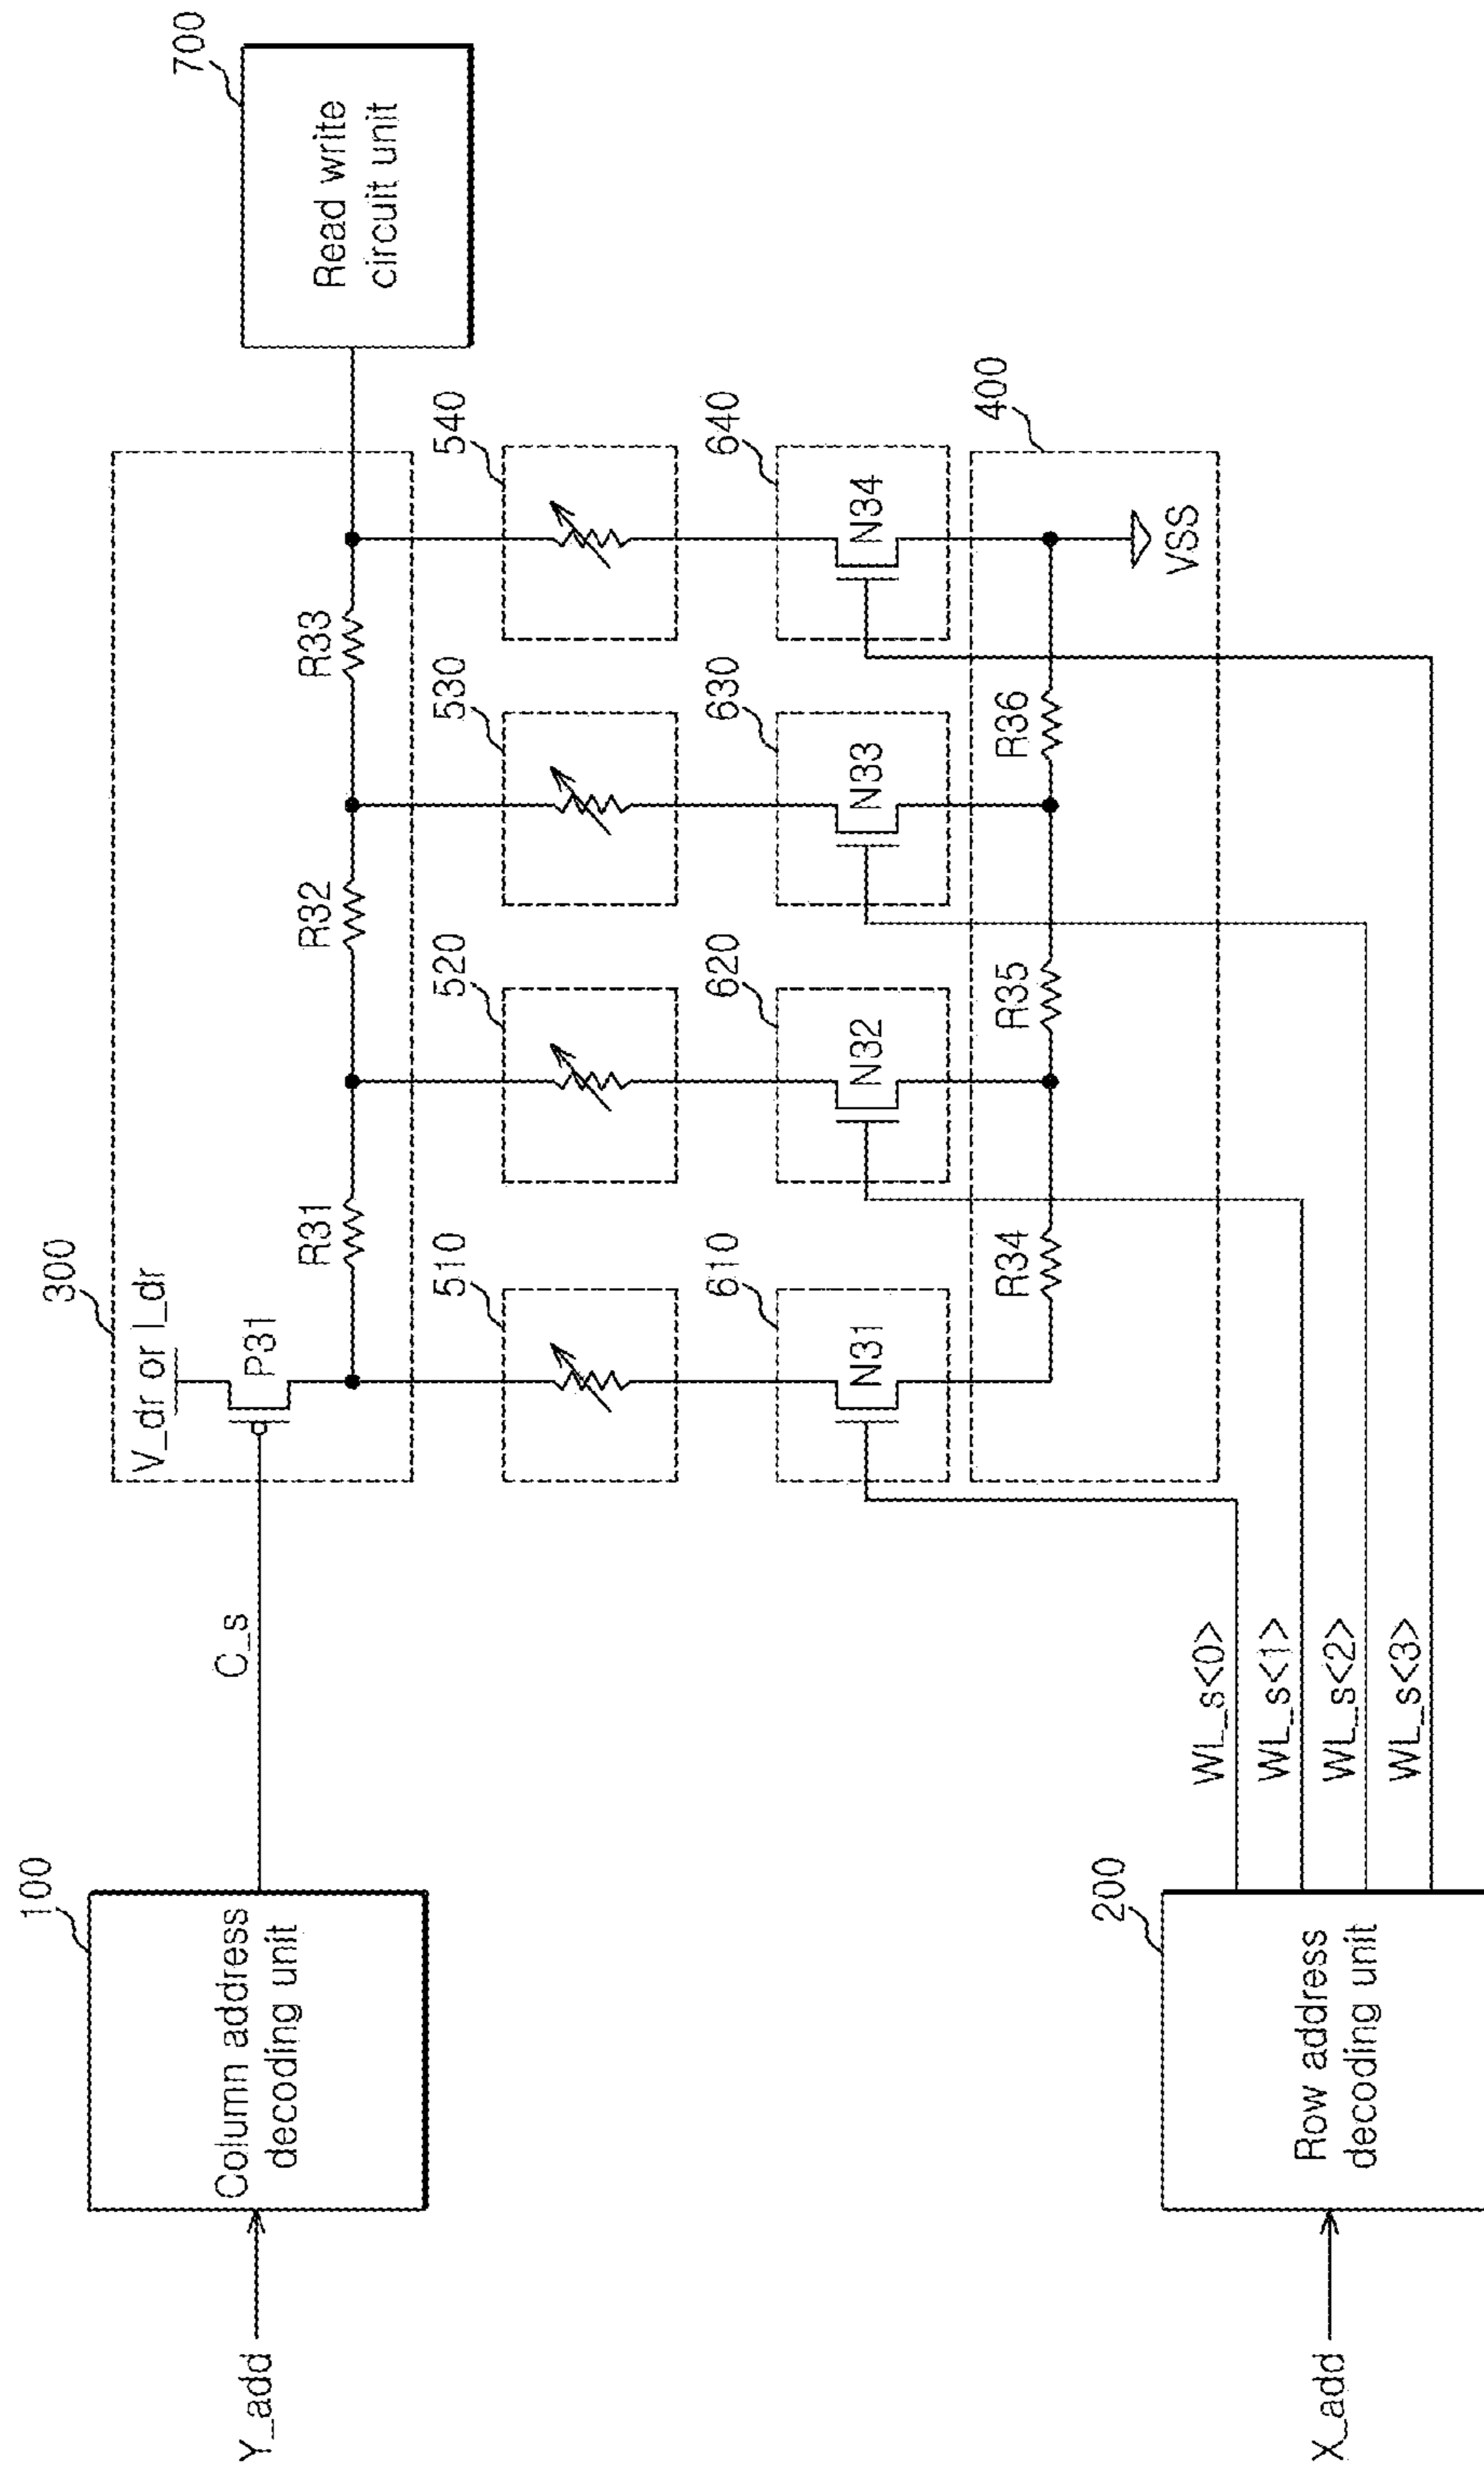 Y_add
100
Column address
decoding unit
C_s
300
V_dr or I_dr
P31
R31
R32
R33
700
Read write
circuit unit
510
520
530
540
610
N31
620
N32
630
N33
640
N34
400
R34
R35
R36
VSS
X_add
200
Row address
decoding unit
WL_s<0>
WL_s<1>
WL_s<2>
WL_s<3>